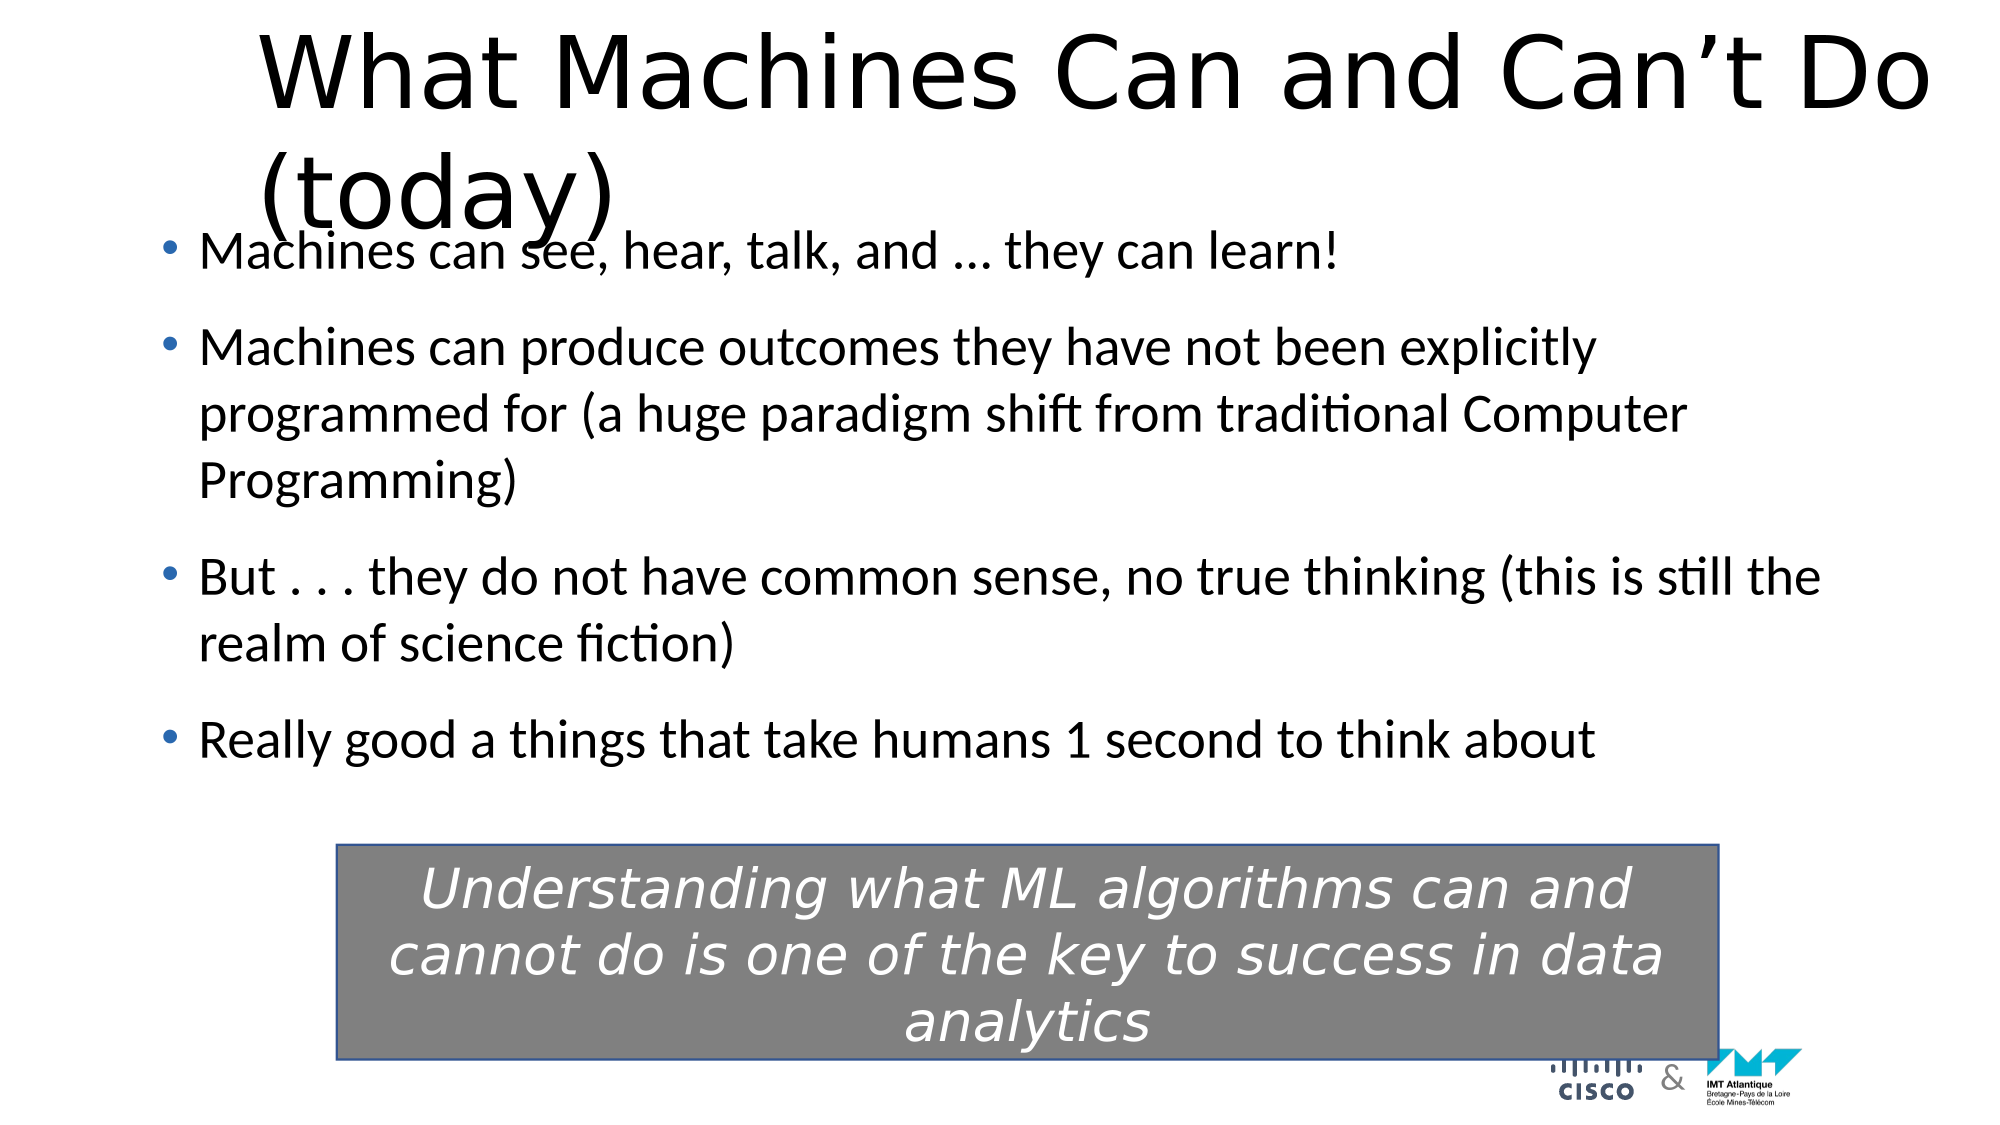 What Machines Can and Can’t Do
(today)
• Machines can see, hear, talk, and … they can learn!
• Machines can produce outcomes they have not been explicitly
programmed for (a huge paradigm shift from traditional Computer
Programming)
• But . . . they do not have common sense, no true thinking (this is still the
realm of science fiction)
• Really good a things that take humans 1 second to think about
Understanding what ML algorithms can and
cannot do is one of the key to success in data
analytics
CISCO & IMT Atlantique
Bretagne-Pays de la Loire
École Mines-Télécom